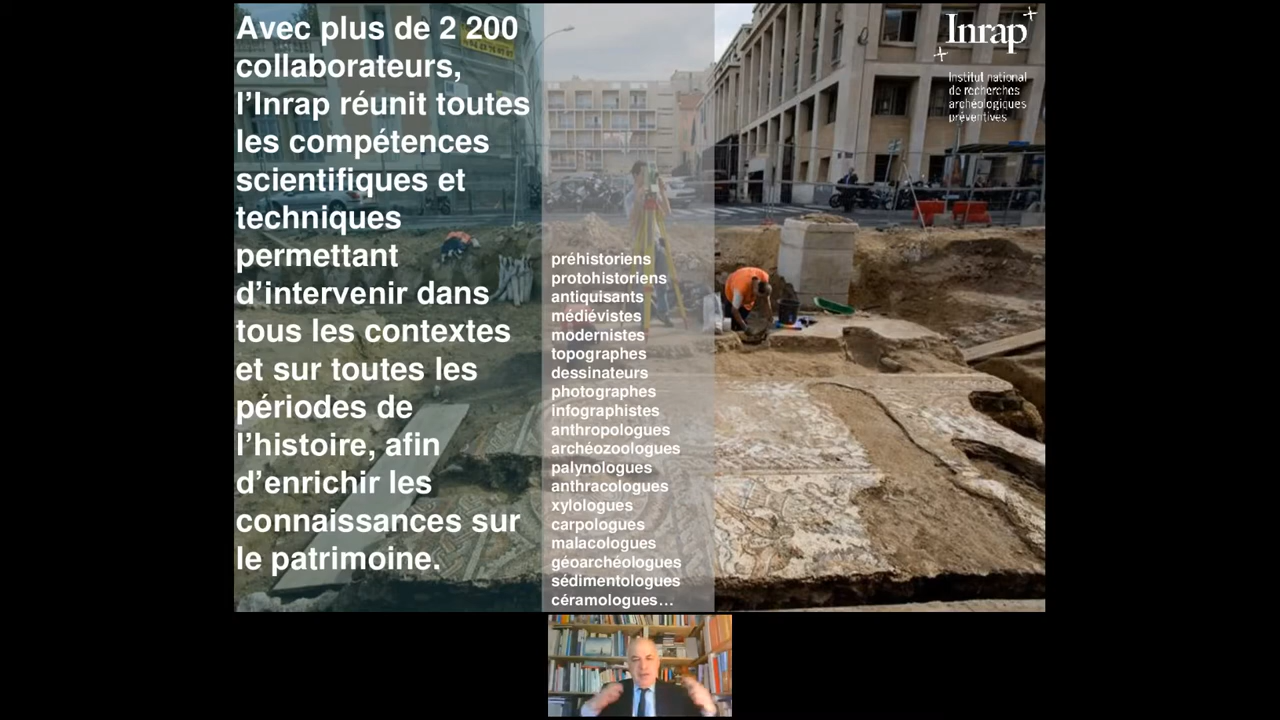 Avec plus de 2 200
collaborateurs,
l’Inrap réunit toutes
les compétences
scientifiques et
techniques
permettant
d’intervenir dans
tous les contextes
et sur toutes les
périodes de
l’histoire, afin
d’enrichir les
connaissances sur
le patrimoine.
préhistoriens
protohistoriens
antiquisants
médiévistes
modernistes
topographes
dessinateurs
photographes
infographistes
anthropologues
archéozoologues
palynologues
anthracologues
xylologues
carpologues
malacologues
géoarchéologues
sédimentologues
céramologues…
Inrap
Institut national
de recherches
archéologiques
préventives